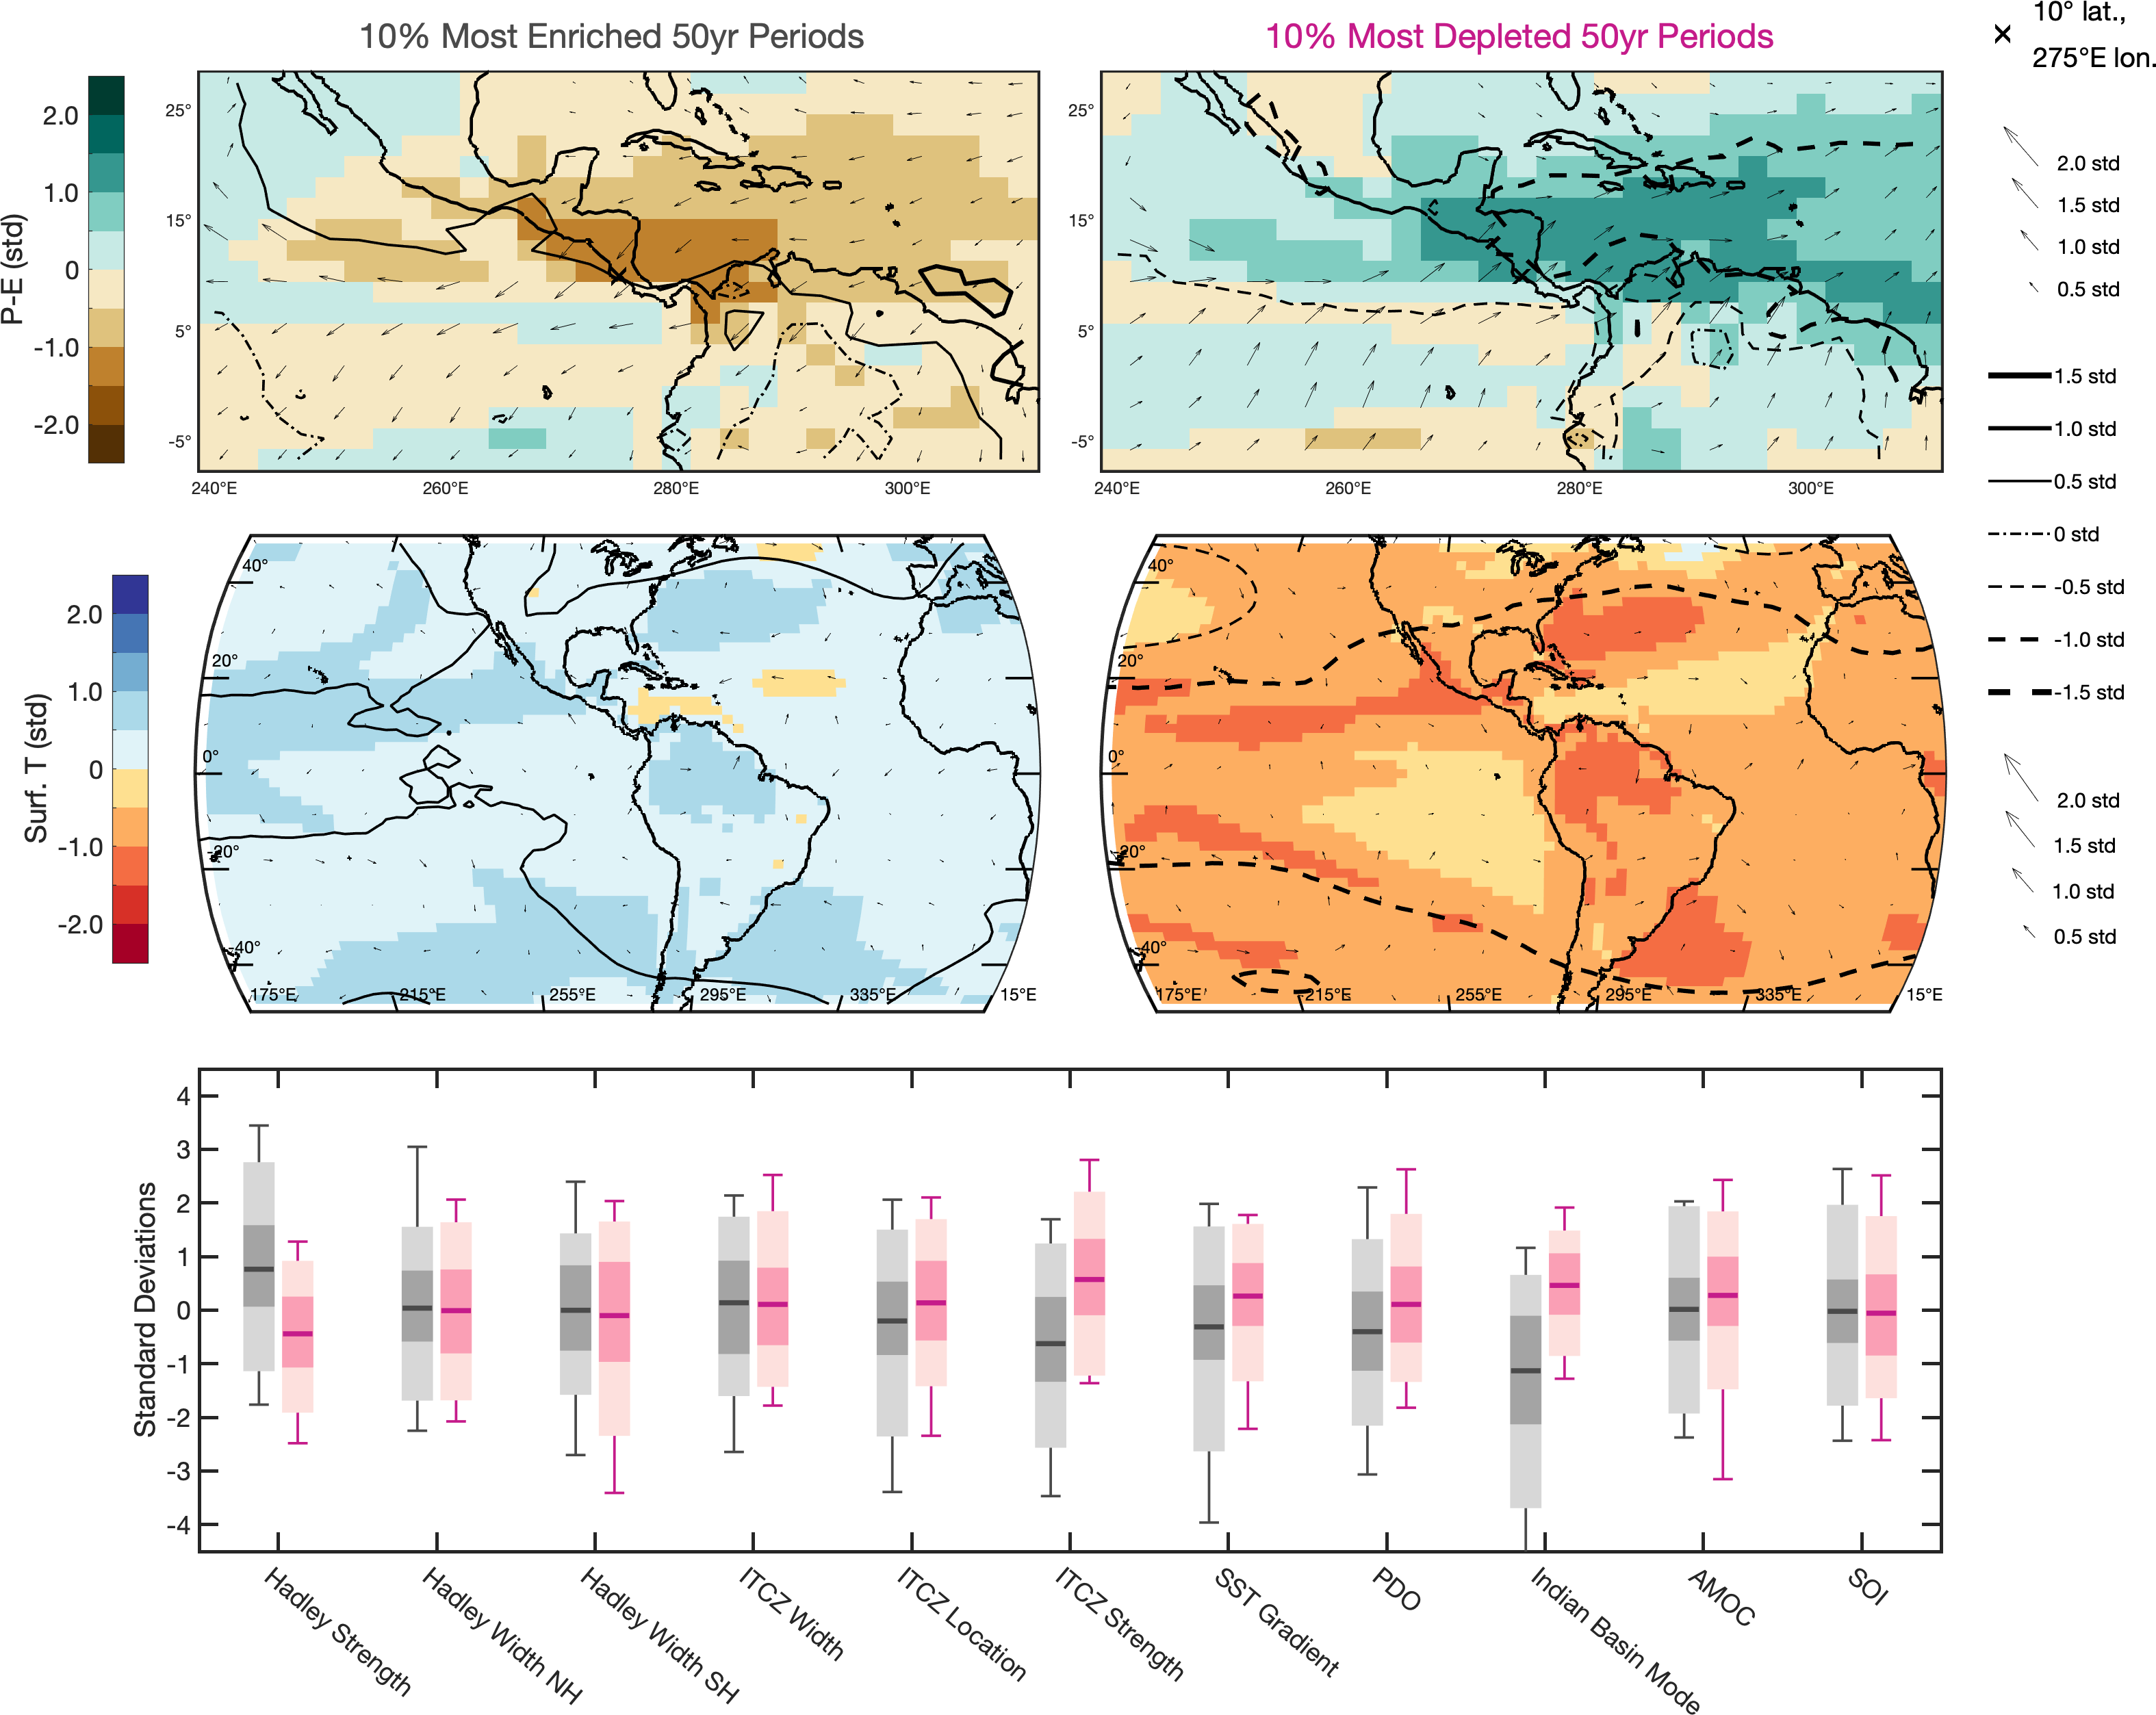 10% Most Enriched 50yr Periods
10% Most Depleted 50yr Periods
10° lat.,
275°E lon.
P-E (std)
2.0
1.0
0
-1.0
-2.0
25°
15°
5°
-5°
240°E
260°E
280°E
300°E
25°
15°
5°
-5°
240°E
260°E
280°E
300°E
2.0 std
1.5 std
1.0 std
0.5 std
1.5 std
1.0 std
0.5 std
0 std
-0.5 std
-1.0 std
-1.5 std
Surf. T (std)
2.0
1.0
0
-1.0
-2.0
40°
20°
0°
-20°
-40°
175°E
215°E
255°E
295°E
335°E
15°E
40°
20°
0°
-20°
-40°
175°E
215°E
255°E
295°E
335°E
15°E
2.0 std
1.5 std
1.0 std
0.5 std
Standard Deviations
4
3
2
1
0
-1
-2
-3
-4
Hadley Strength
Hadley Width NH
Hadley Width SH
ITCZ Width
ITCZ Location
ITCZ Strength
SST Gradient
PDO
Indian Basin Mode
AMOC
SOI